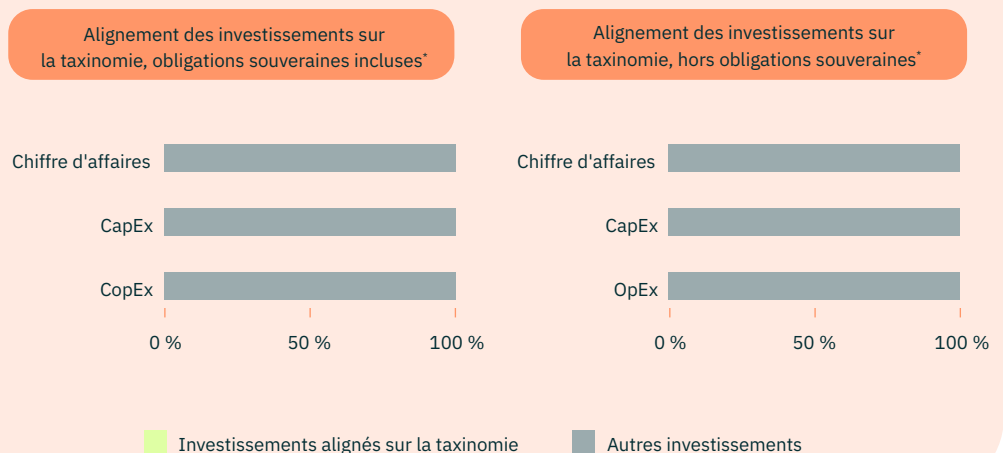 Alignement des investissements sur
la taxinomie, obligations souveraines incluses*
Chiffre d'affaires
CapEx
CopEx
0 % 50 % 100 %
Alignement des investissements sur
la taxinomie, hors obligations souveraines*
Chiffre d'affaires
CapEx
OpEx
0 % 50 % 100 %
Investissements alignés sur la taxinomie
Autres investissements